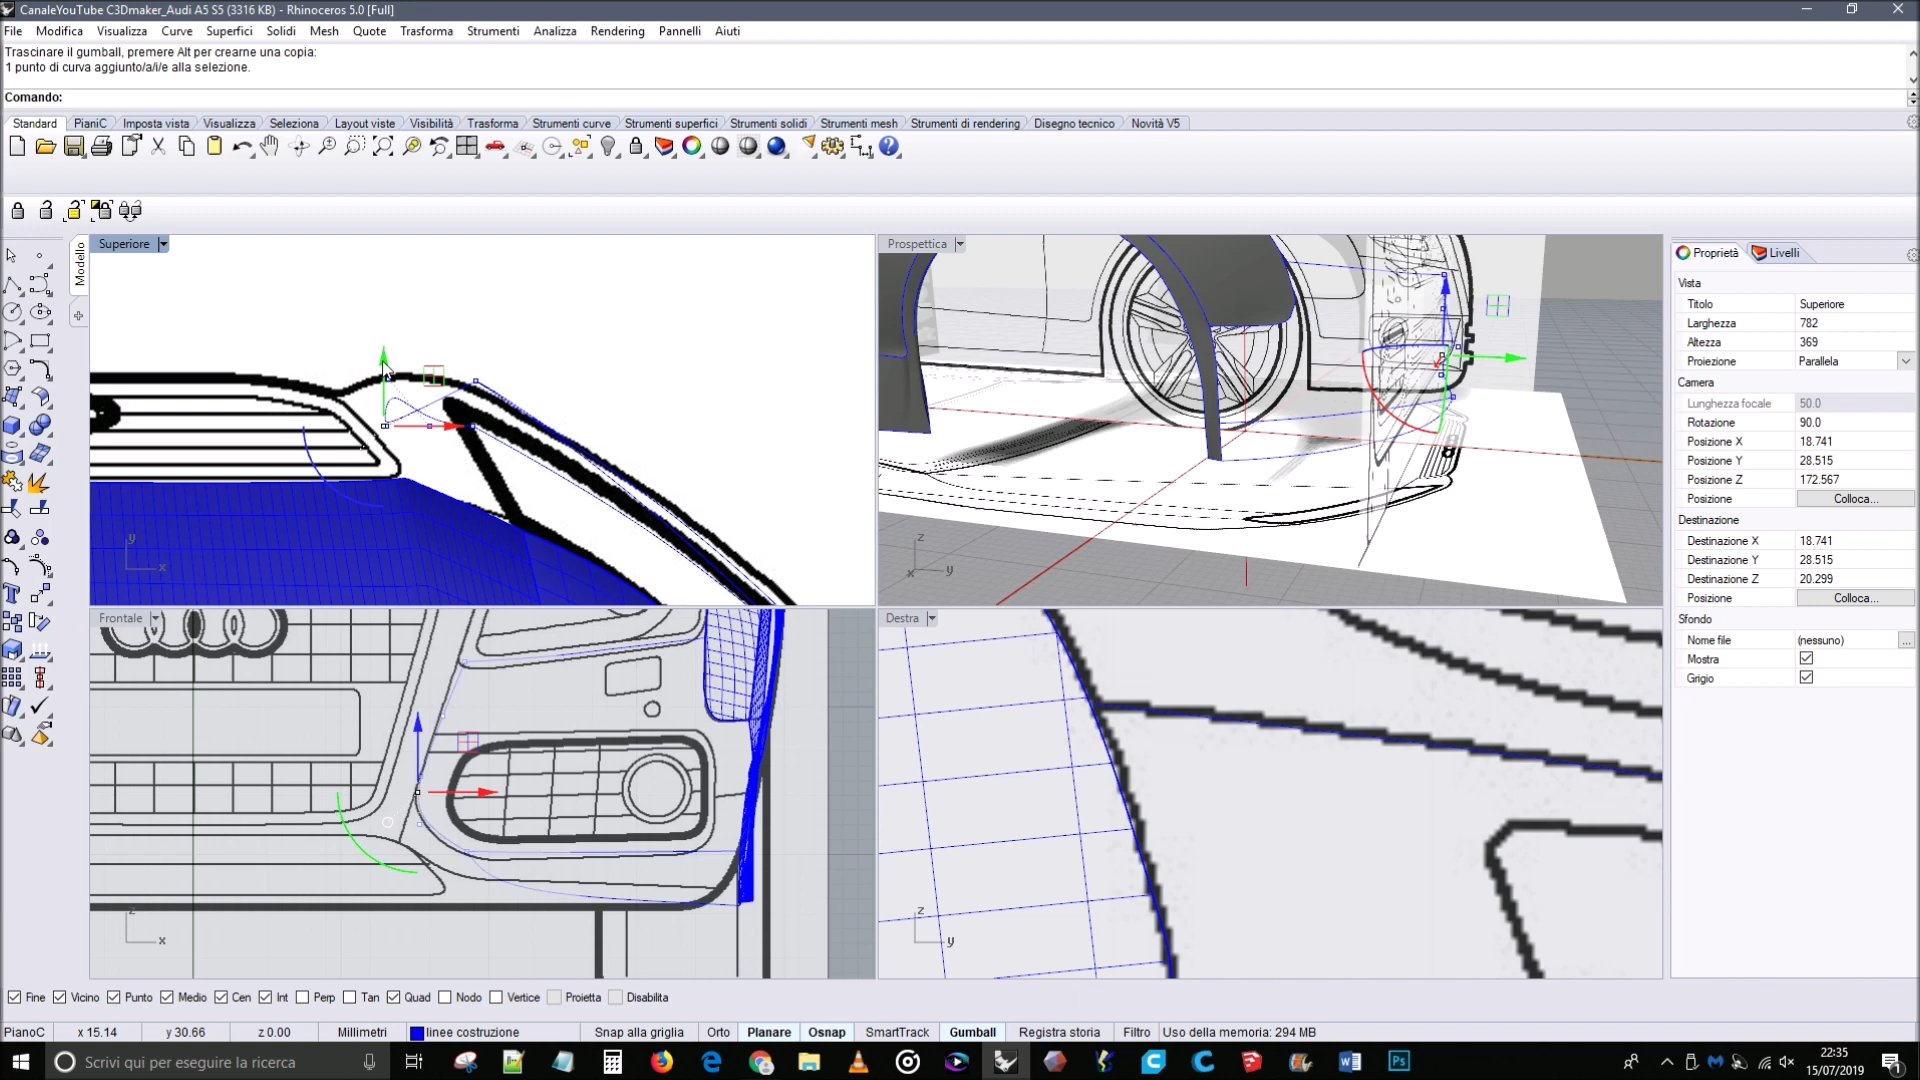 CanaleYouTube C3Dmaker_Audi A5 S5 (3316 KB) - Rhinoceros 5.0 [Full]
File Modifica Visualizza Curve Superfici Solidi Mesh Quote Trasforma Strumenti Analizza Rendering Pannelli Aiuti
Trascinare il gumball, premere Alt per crearne una copia:
1 punto di curva aggiunto/a/i/e alla selezione.
Comando:
Standard PianiC Imposta vista Visualizza Seleziona Layout viste Visibilità Trasforma Strumenti curve Strumenti superfici Strumenti solidi Strumenti mesh Strumenti di rendering Disegno tecnico Novità V5
Modello
Superiore
y
x
Prospettica
z
x
y
Frontale
z
x
Destra
z
y
Proprietà Livelli
Vista
Titolo Superiore
Larghezza 782
Altezza 369
Proiezione Parallela
Camera
Lunghezza focale 50.0
Rotazione 90.0
Posizione X 18.741
Posizione Y 28.515
Posizione Z 172.567
Posizione Colloca...
Destinazione
Destinazione X 18.741
Destinazione Y 28.515
Destinazione Z 20.299
Posizione Colloca...
Sfondo
Nome file (nessuno) ...
Mostra
Grigio
Fine Vicino Punto Medio Cen Int Perp Tan Quad Nodo Vertice Proietta Disabilita
PianoC x 15.14 y 30.66 z 0.00 Millimetri linee costruzione Snap alla griglia Orto Planare Osnap SmartTrack Gumball Registra storia Filtro Uso della memoria: 294 MB
Scrivi qui per eseguire la ricerca
22:35
15/07/2019